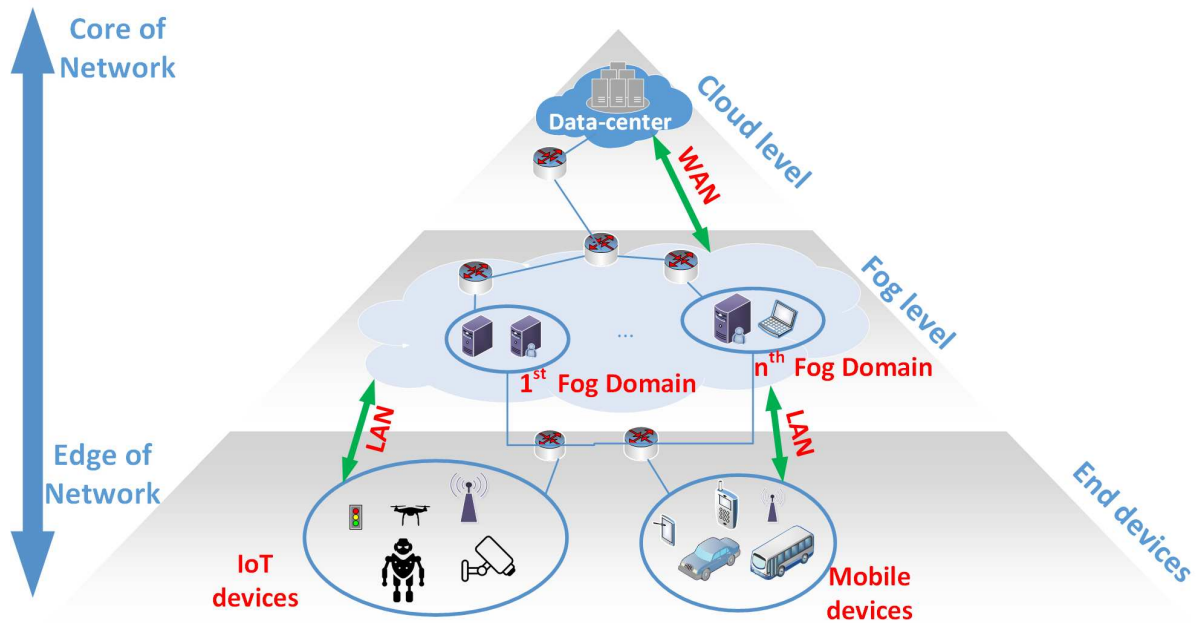 Core of
Network
Data-center
Cloud level
WAN
Fog level
...
1st Fog Domain
nth Fog Domain
LAN
LAN
Edge of
Network
End devices
IoT
devices
Mobile
devices